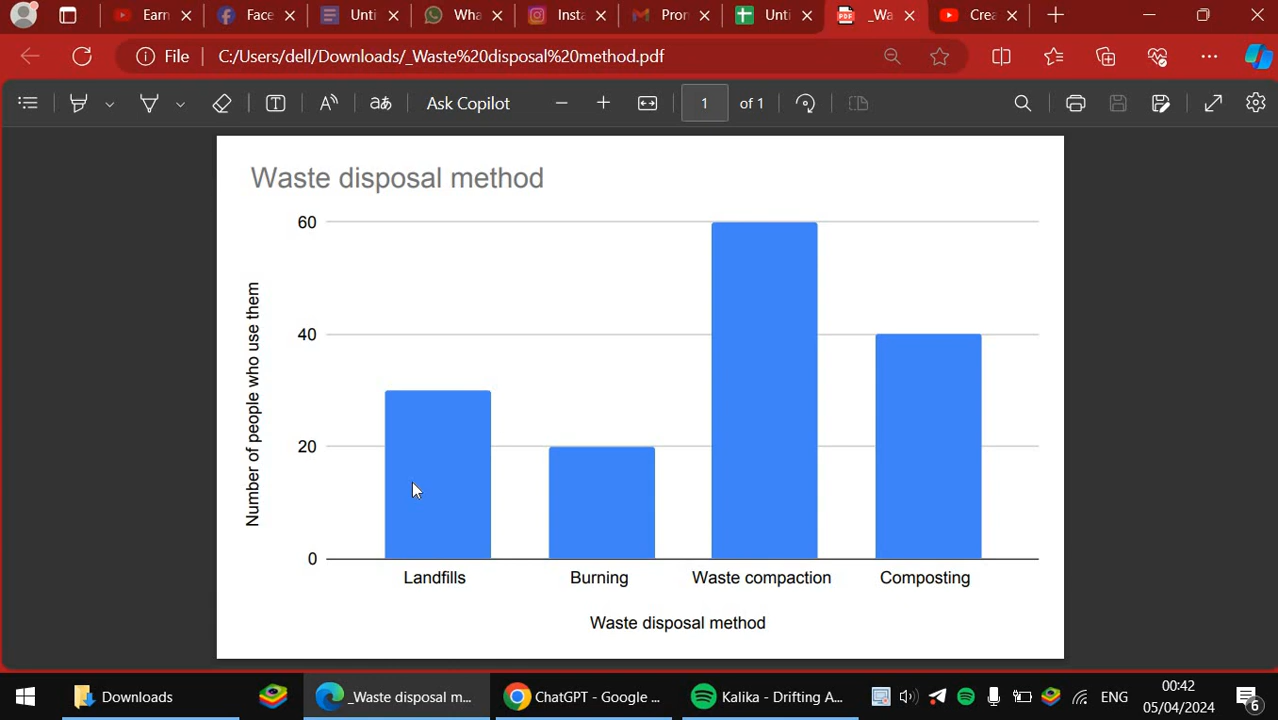 Earn
Face
Unti
Wha
Insta
Pron
Unti
PDF
_Wa
Crea
File
C:/Users/dell/Downloads/_Waste%20disposal%20method.pdf
Ask Copilot
1 of 1
Waste disposal method
60
40
20
0
Number of people who use them
Landfills
Burning
Waste compaction
Composting
Waste disposal method
Downloads
_Waste disposal m...
ChatGPT - Google ...
Kalika - Drifting A...
ENG
00:42
05/04/2024
6